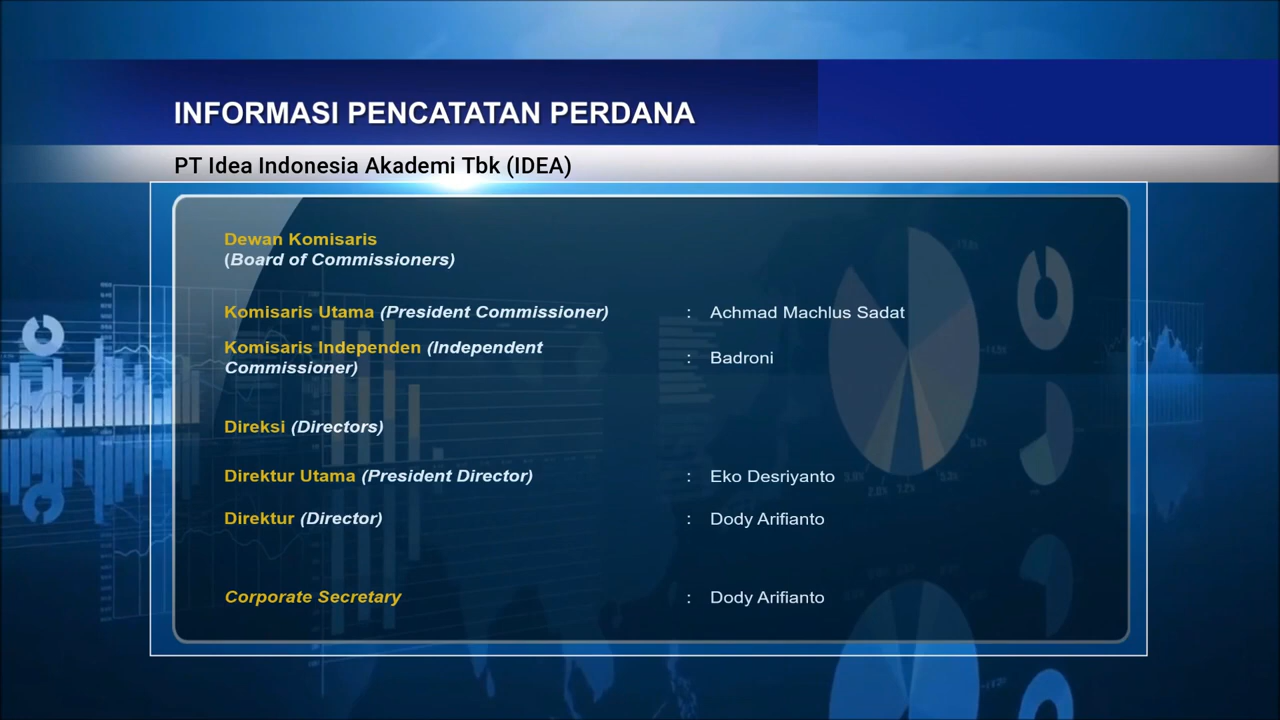 INFORMASI PENCATATAN PERDANA
PT Idea Indonesia Akademi Tbk (IDEA)
Dewan Komisaris
(Board of Commissioners)
Komisaris Utama (President Commissioner) : Achmad Machlus Sadat
Komisaris Independen (Independent
Commissioner) : Badroni
Direksi (Directors)
Direktur Utama (President Director) : Eko Desriyanto
Direktur (Director) : Dody Arifianto
Corporate Secretary : Dody Arifianto